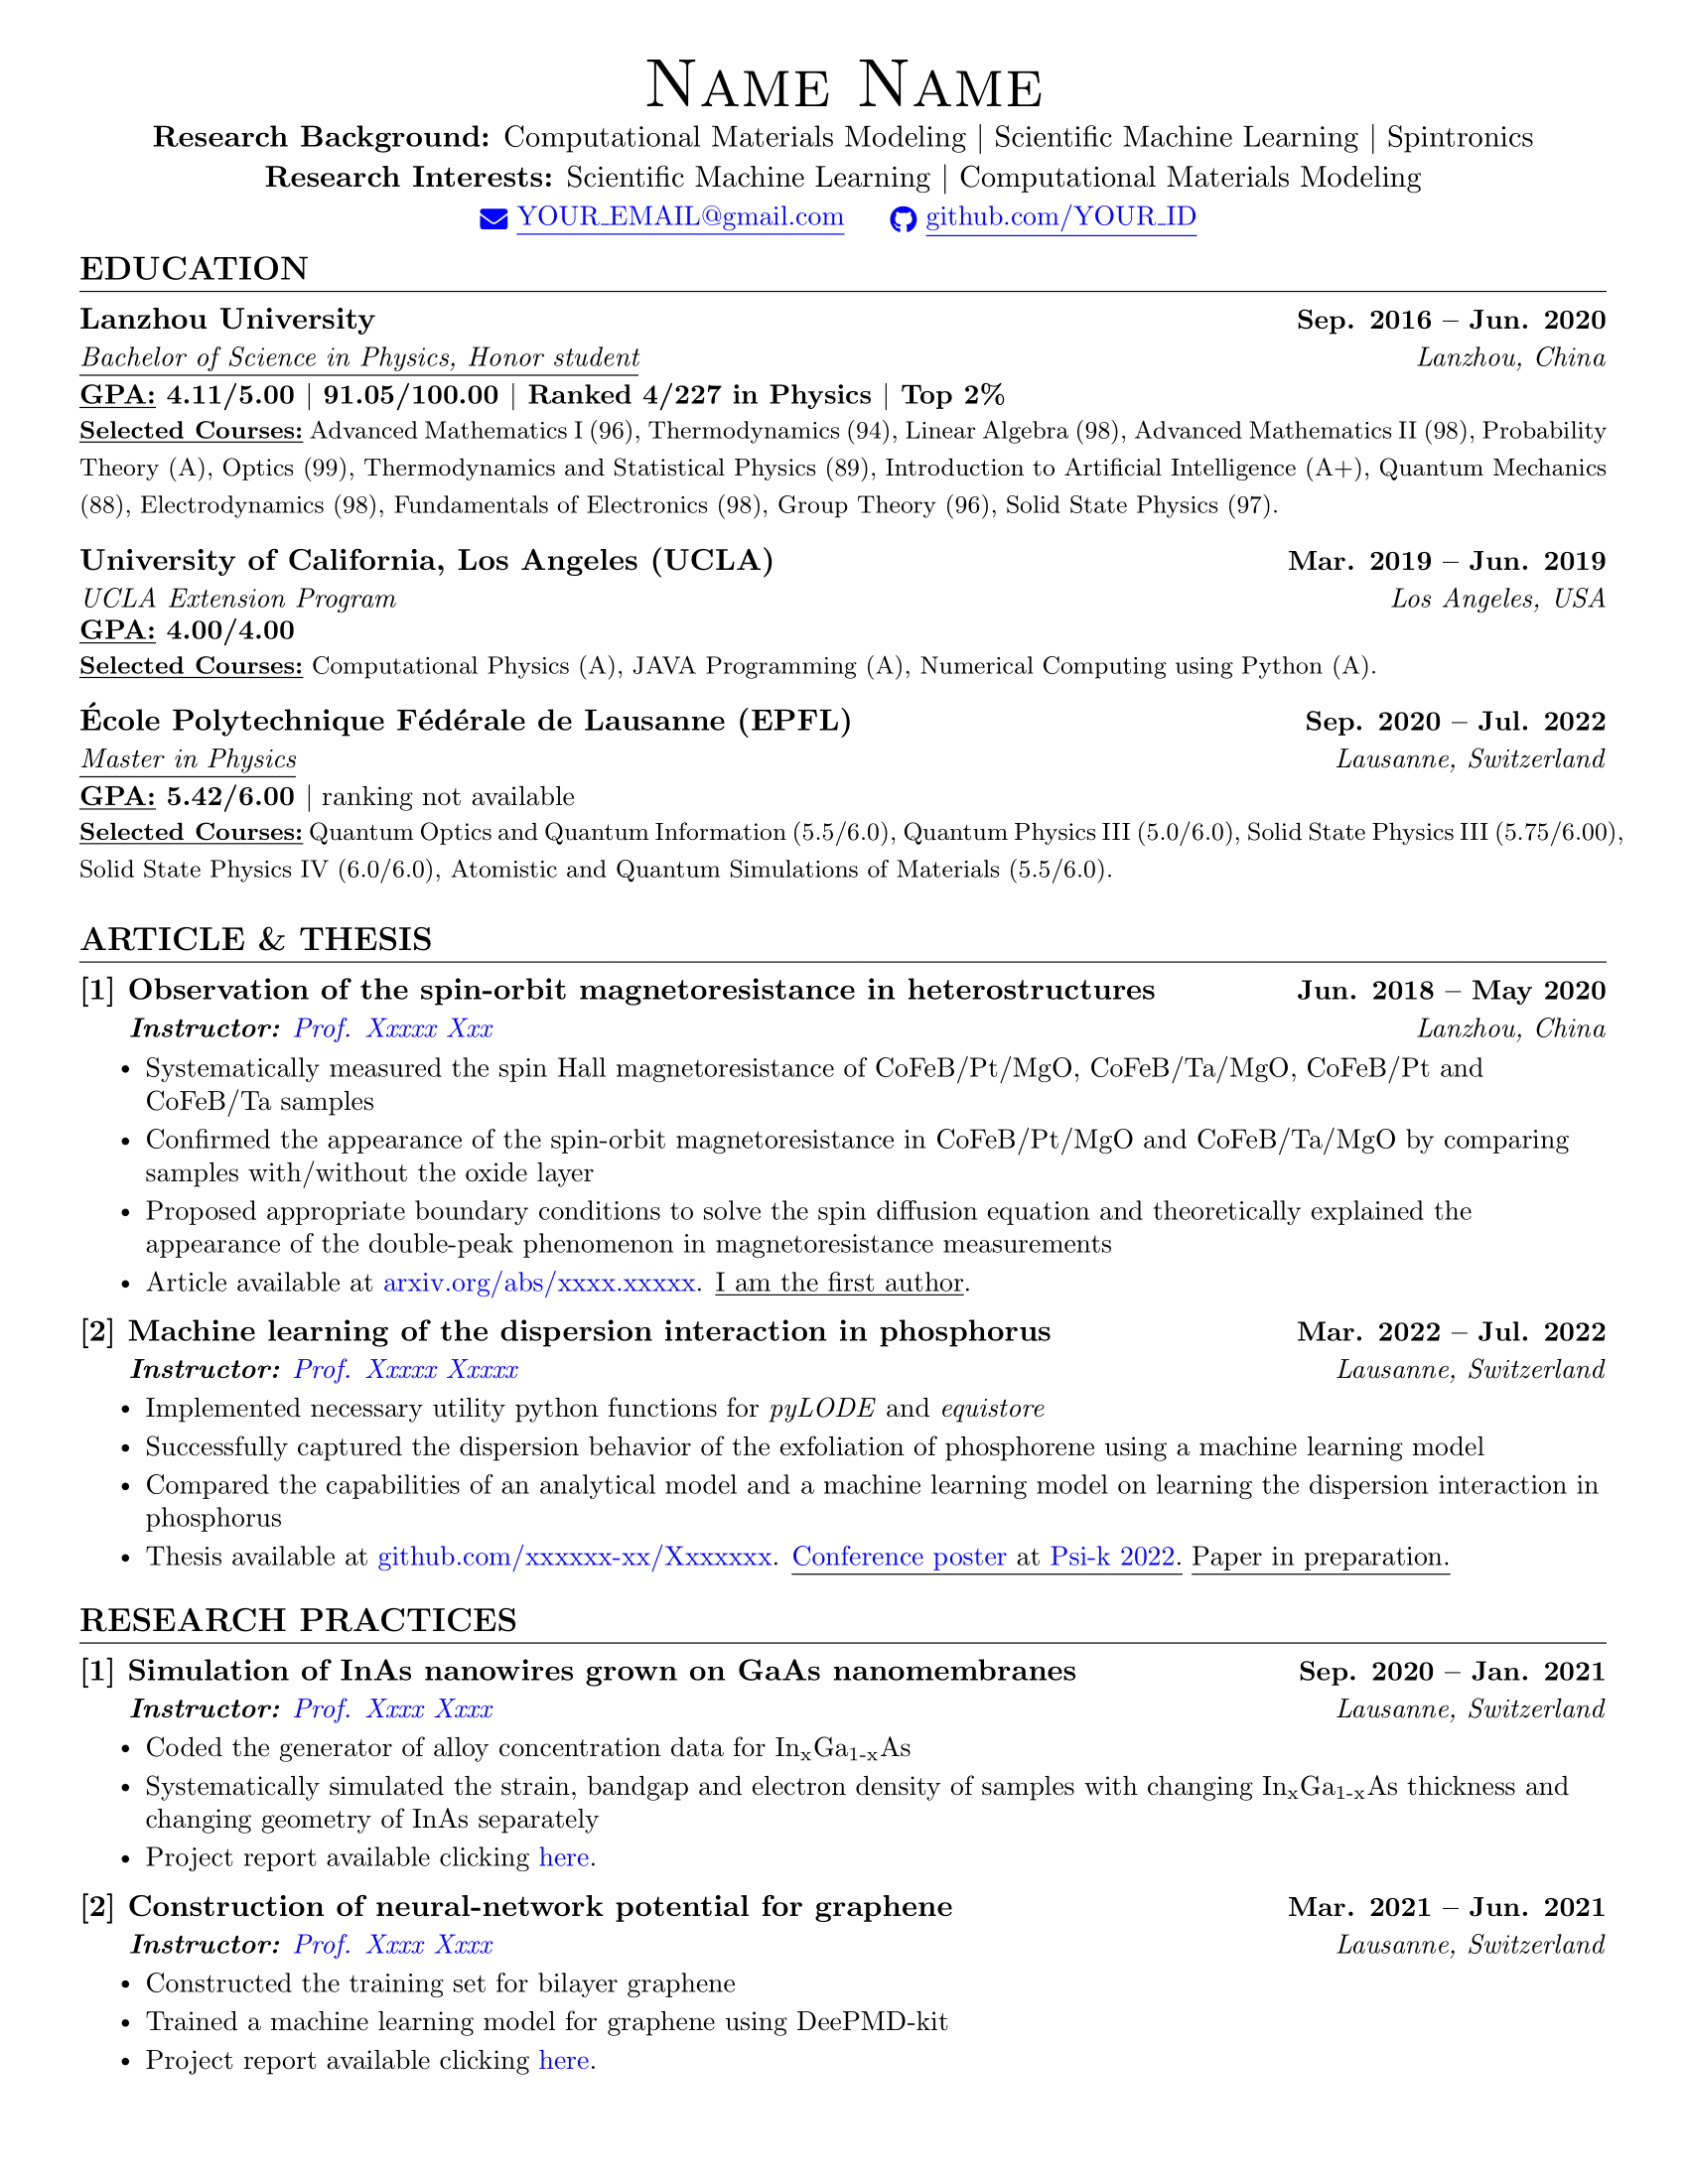 Name Name
Research Background: Computational Materials Modeling | Scientific Machine Learning | Spintronics
Research Interests: Scientific Machine Learning | Computational Materials Modeling
YOUR_EMAIL@gmail.com github.com/YOUR_ID
EDUCATION
Lanzhou University Sep. 2016 – Jun. 2020
Bachelor of Science in Physics, Honor student Lanzhou, China
GPA: 4.11/5.00 | 91.05/100.00 | Ranked 4/227 in Physics | Top 2%
Selected Courses: Advanced Mathematics I (96), Thermodynamics (94), Linear Algebra (98), Advanced Mathematics II (98), Probability
Theory (A), Optics (99), Thermodynamics and Statistical Physics (89), Introduction to Artificial Intelligence (A+), Quantum Mechanics
(88), Electrodynamics (98), Fundamentals of Electronics (98), Group Theory (96), Solid State Physics (97).
University of California, Los Angeles (UCLA) Mar. 2019 – Jun. 2019
UCLA Extension Program Los Angeles, USA
GPA: 4.00/4.00
Selected Courses: Computational Physics (A), JAVA Programming (A), Numerical Computing using Python (A).
École Polytechnique Fédérale de Lausanne (EPFL) Sep. 2020 – Jul. 2022
Master in Physics Lausanne, Switzerland
GPA: 5.42/6.00 | ranking not available
Selected Courses: Quantum Optics and Quantum Information (5.5/6.0), Quantum Physics III (5.0/6.0), Solid State Physics III (5.75/6.00),
Solid State Physics IV (6.0/6.0), Atomistic and Quantum Simulations of Materials (5.5/6.0).
ARTICLE & THESIS
[1] Observation of the spin-orbit magnetoresistance in heterostructures Jun. 2018 – May 2020
Instructor: Prof. Xxxxx Xxx Lanzhou, China
• Systematically measured the spin Hall magnetoresistance of CoFeB/Pt/MgO, CoFeB/Ta/MgO, CoFeB/Pt and
CoFeB/Ta samples
• Confirmed the appearance of the spin-orbit magnetoresistance in CoFeB/Pt/MgO and CoFeB/Ta/MgO by comparing
samples with/without the oxide layer
• Proposed appropriate boundary conditions to solve the spin diffusion equation and theoretically explained the
appearance of the double-peak phenomenon in magnetoresistance measurements
• Article available at arxiv.org/abs/xxxx.xxxxx. I am the first author.
[2] Machine learning of the dispersion interaction in phosphorus Mar. 2022 – Jul. 2022
Instructor: Prof. Xxxxx Xxxxx Lausanne, Switzerland
• Implemented necessary utility python functions for pyLODE and equistore
• Successfully captured the dispersion behavior of the exfoliation of phosphorene using a machine learning model
• Compared the capabilities of an analytical model and a machine learning model on learning the dispersion interaction in
phosphorus
• Thesis available at github.com/xxxxxx-xx/Xxxxxxx. Conference poster at Psi-k 2022. Paper in preparation.
RESEARCH PRACTICES
[1] Simulation of InAs nanowires grown on GaAs nanomembranes Sep. 2020 – Jan. 2021
Instructor: Prof. Xxxx Xxxx Lausanne, Switzerland
• Coded the generator of alloy concentration data for InₓGa₁₋ₓAs
• Systematically simulated the strain, bandgap and electron density of samples with changing InₓGa₁₋ₓAs thickness and
changing geometry of InAs separately
• Project report available clicking here.
[2] Construction of neural-network potential for graphene Mar. 2021 – Jun. 2021
Instructor: Prof. Xxxx Xxxx Lausanne, Switzerland
• Constructed the training set for bilayer graphene
• Trained a machine learning model for graphene using DeePMD-kit
• Project report available clicking here.